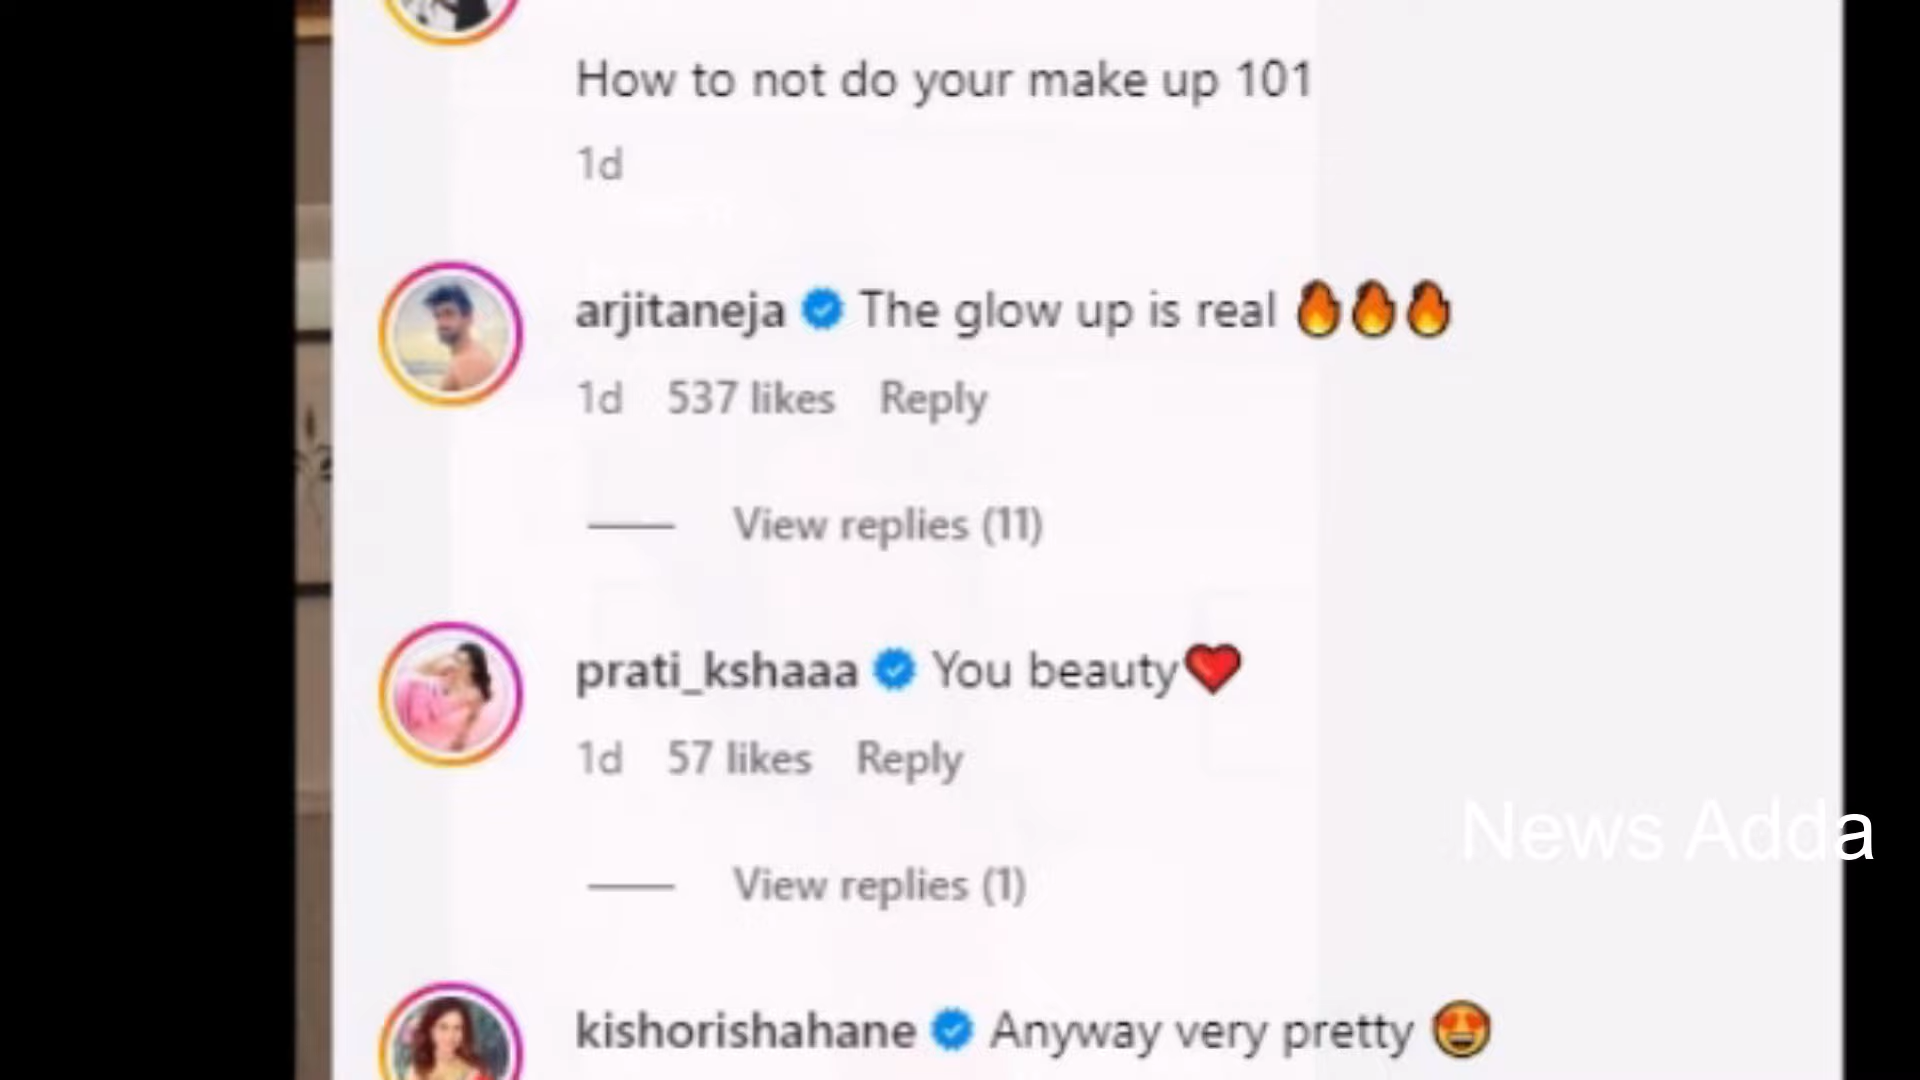 How to not do your make up 101
1d
arjitaneja The glow up is real 🔥🔥🔥
1d 537 likes Reply
View replies (11)
prati_kshaaa You beauty❤️
1d 57 likes Reply
View replies (1)
News Adda
kishorishahane Anyway very pretty 😍